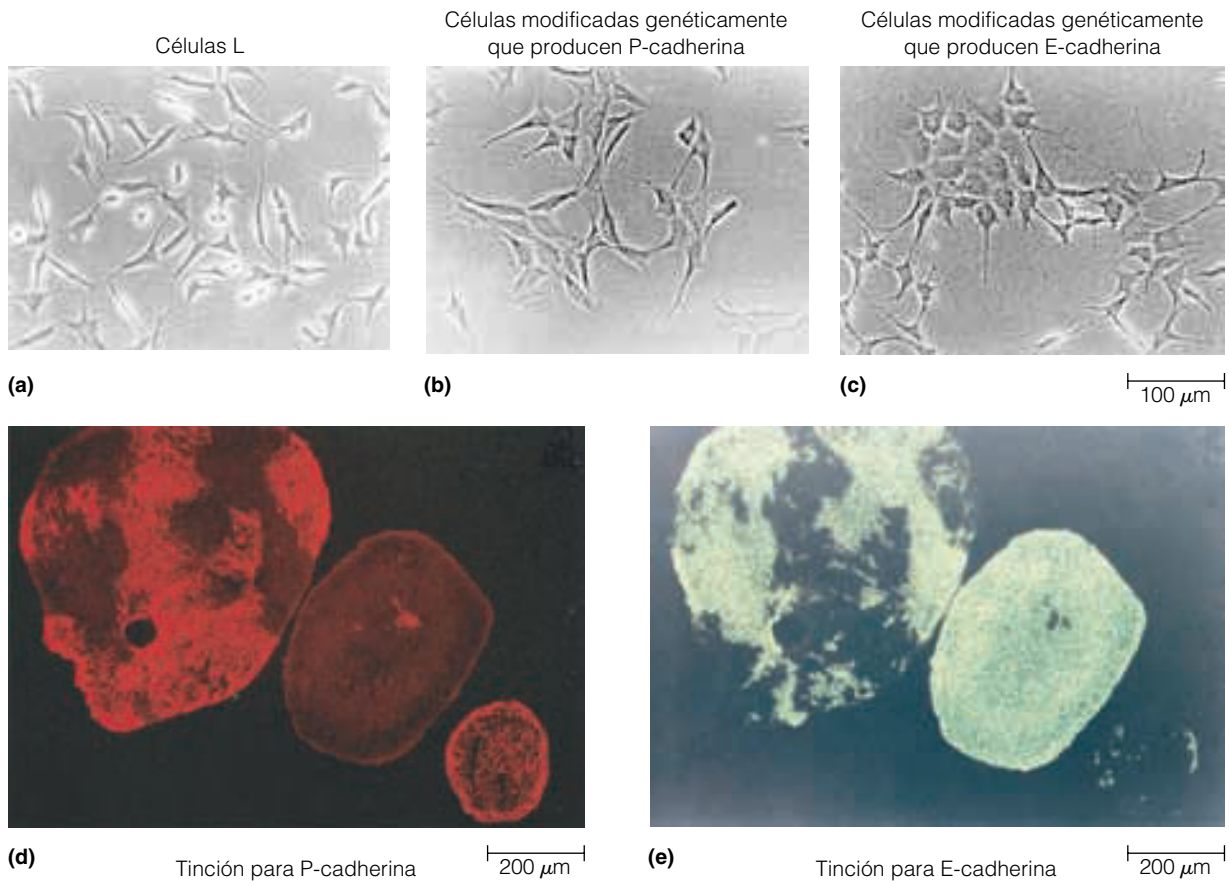 Células L
Células modificadas genéticamente
que producen P-cadherina
Células modificadas genéticamente
que producen E-cadherina
(a)
(b)
(c)
100 μm
(d)
Tinción para P-cadherina
200 μm
(e)
Tinción para E-cadherina
200 μm